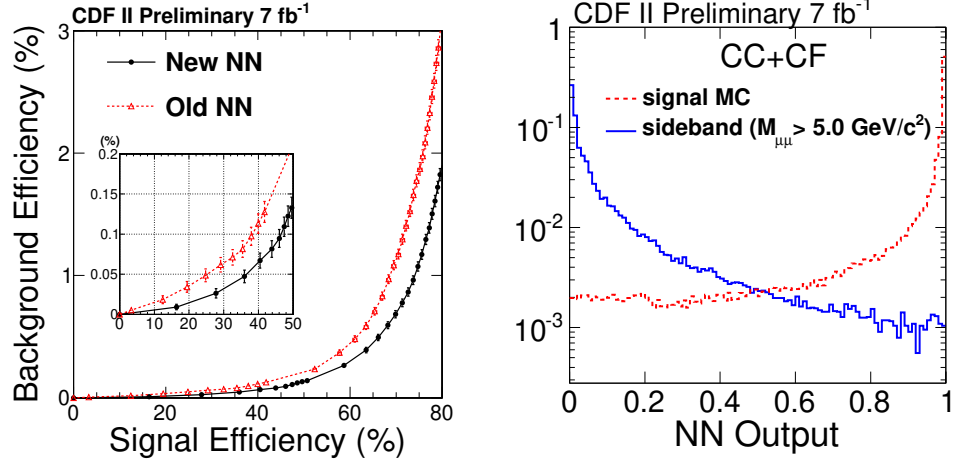 CDF II Preliminary 7 fb⁻¹
Background Efficiency (%)
3
2
1
0
New NN
Old NN
(%)
0.2
0.15
0.1
0.05
0
0 10 20 30 40 50
0 20 40 60 80
Signal Efficiency (%)
CDF II Preliminary 7 fb⁻¹
CC+CF
signal MC
sideband (M_μμ > 5.0 GeV/c²)
10⁻¹
10⁻²
10⁻³
0 0.2 0.4 0.6 0.8 1
NN Output